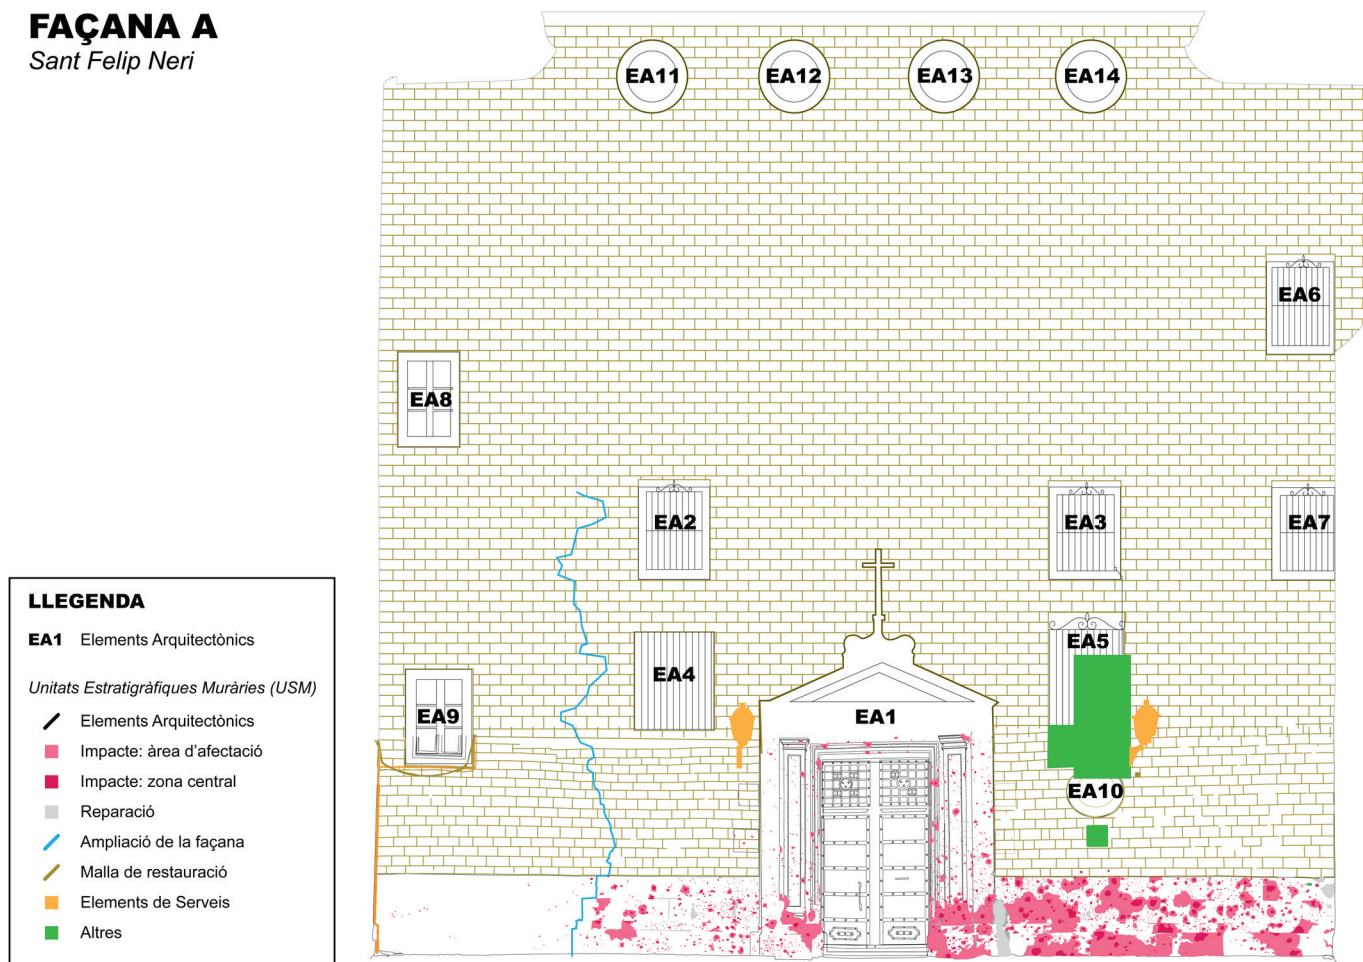 FAÇANA A
Sant Felip Neri
EA11 EA12 EA13 EA14
EA6
EA8
EA2 EA3 EA7
EA5
EA4
EA9 EA1
EA10
LLEGENDA
EA1 Elements Arquitectònics
Unitats Estratigràfiques Muràries (USM)
Elements Arquitectònics
Impacte: àrea d’afectació
Impacte: zona central
Reparació
Ampliació de la façana
Malla de restauració
Elements de Serveis
Altres